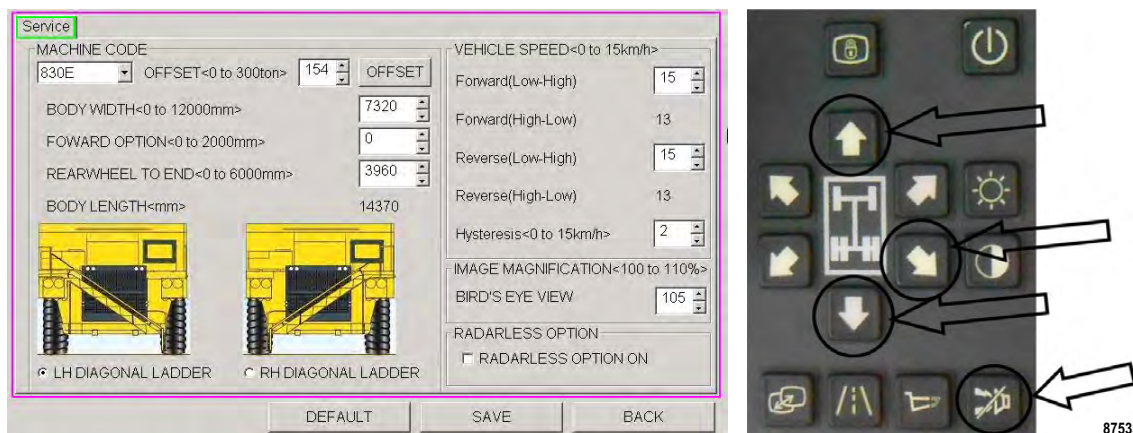 Service
MACHINE CODE
830E OFFSET<0 to 300ton> 154 OFFSET
BODY WIDTH<0 to 12000mm> 7320
FOWARD OPTION<0 to 2000mm> 0
REARWHEEL TO END<0 to 6000mm> 3960
BODY LENGTH<mm> 14370
LH DIAGONAL LADDER RH DIAGONAL LADDER
VEHICLE SPEED<0 to 15km/h>
Forward(Low-High) 15
Forward(High-Low) 13
Reverse(Low-High) 15
Reverse(High-Low) 13
Hysteresis<0 to 15km/h> 2
IMAGE MAGNIFICATION<100 to 110%>
BIRD'S EYE VIEW 105
RADARLESS OPTION
RADARLESS OPTION ON
DEFAULT SAVE BACK
8753